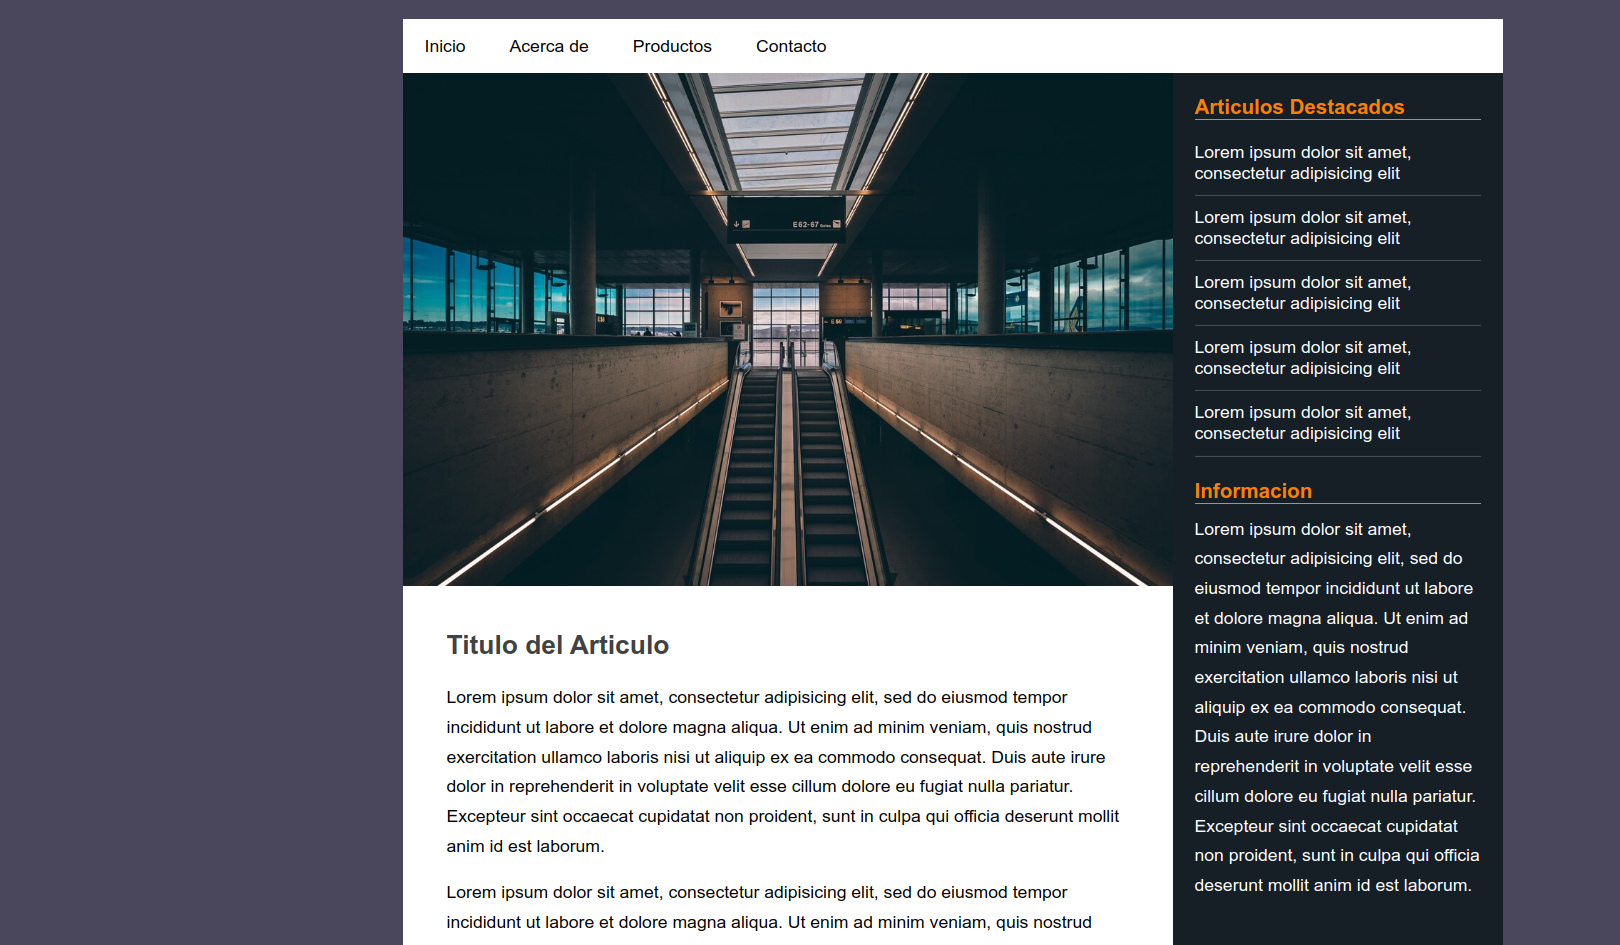 Inicio Acerca de Productos Contacto
E62-67 Gates
Articulos Destacados
Lorem ipsum dolor sit amet,
consectetur adipisicing elit
Lorem ipsum dolor sit amet,
consectetur adipisicing elit
Lorem ipsum dolor sit amet,
consectetur adipisicing elit
Lorem ipsum dolor sit amet,
consectetur adipisicing elit
Lorem ipsum dolor sit amet,
consectetur adipisicing elit
Informacion
Lorem ipsum dolor sit amet,
consectetur adipisicing elit, sed do
eiusmod tempor incididunt ut labore
et dolore magna aliqua. Ut enim ad
minim veniam, quis nostrud
exercitation ullamco laboris nisi ut
aliquip ex ea commodo consequat.
Duis aute irure dolor in
reprehenderit in voluptate velit esse
cillum dolore eu fugiat nulla pariatur.
Excepteur sint occaecat cupidatat
non proident, sunt in culpa qui officia
deserunt mollit anim id est laborum.
Titulo del Articulo
Lorem ipsum dolor sit amet, consectetur adipisicing elit, sed do eiusmod tempor
incididunt ut labore et dolore magna aliqua. Ut enim ad minim veniam, quis nostrud
exercitation ullamco laboris nisi ut aliquip ex ea commodo consequat. Duis aute irure
dolor in reprehenderit in voluptate velit esse cillum dolore eu fugiat nulla pariatur.
Excepteur sint occaecat cupidatat non proident, sunt in culpa qui officia deserunt mollit
anim id est laborum.
Lorem ipsum dolor sit amet, consectetur adipisicing elit, sed do eiusmod tempor
incididunt ut labore et dolore magna aliqua. Ut enim ad minim veniam, quis nostrud